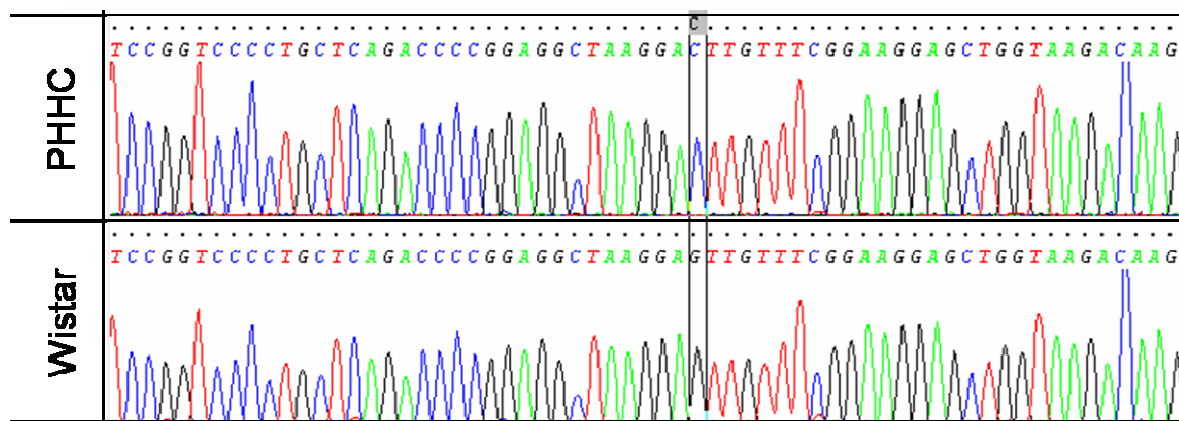 C
PHHC
TCCGGTCCCCTGCTCAGACCCCGGAGGCTAAGGACTTGTTTCGGAAGGAGCTGGTAAGACAAG
Wistar
TCCGGTCCCCTGCTCAGACCCCGGAGGCTAAGGAGTTGTTTCGGAAGGAGCTGGTAAGACAAG